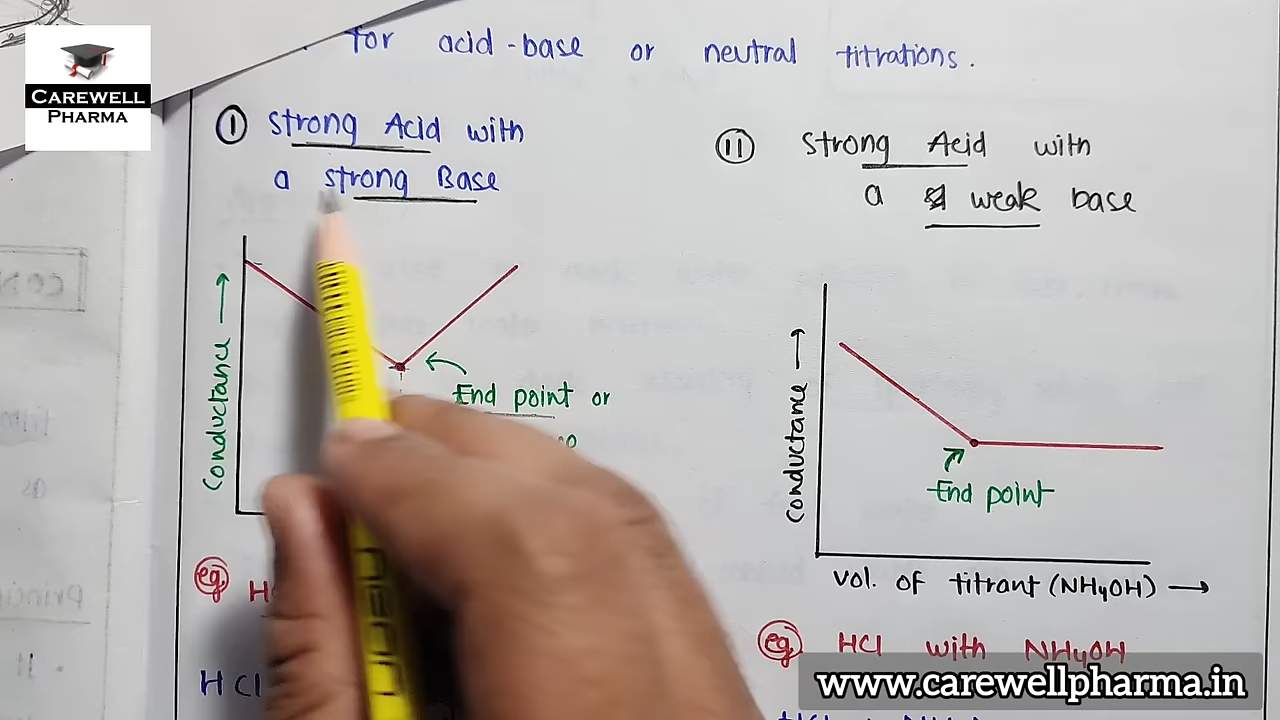 CAREWELL
PHARMA
for acid-base or neutral titrations.
I strong Acid with
a strong Base
Conductance
End point or
eg.
HCl
II strong Acid with
a weak base
conductance
End point
vol. of titrant (NH4OH)
eg. HCl with NH4OH
www.carewellpharma.in